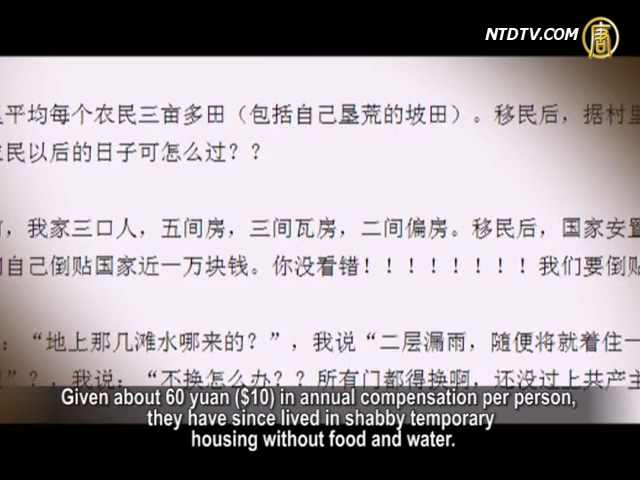 NTDTV.COM
唐
平均每个农民三亩多田（包括自己垦荒的坡田）。移民后，据村里
民以后的日子可怎么过？？
，我家三口人，五间房，三间瓦房，二间偏房。移民后，国家安置
自己倒贴国家近一万块钱。你没看错！！！！！！！！我们要倒贴
：“地上那几滩水哪来的？”，我说“二层漏雨，随便将就着住一
”？，我说：“不换怎么办？？所有门都得换啊，还没过上共产主
Given about 60 yuan ($10) in annual compensation per person,
they have since lived in shabby temporary
housing without food and water.